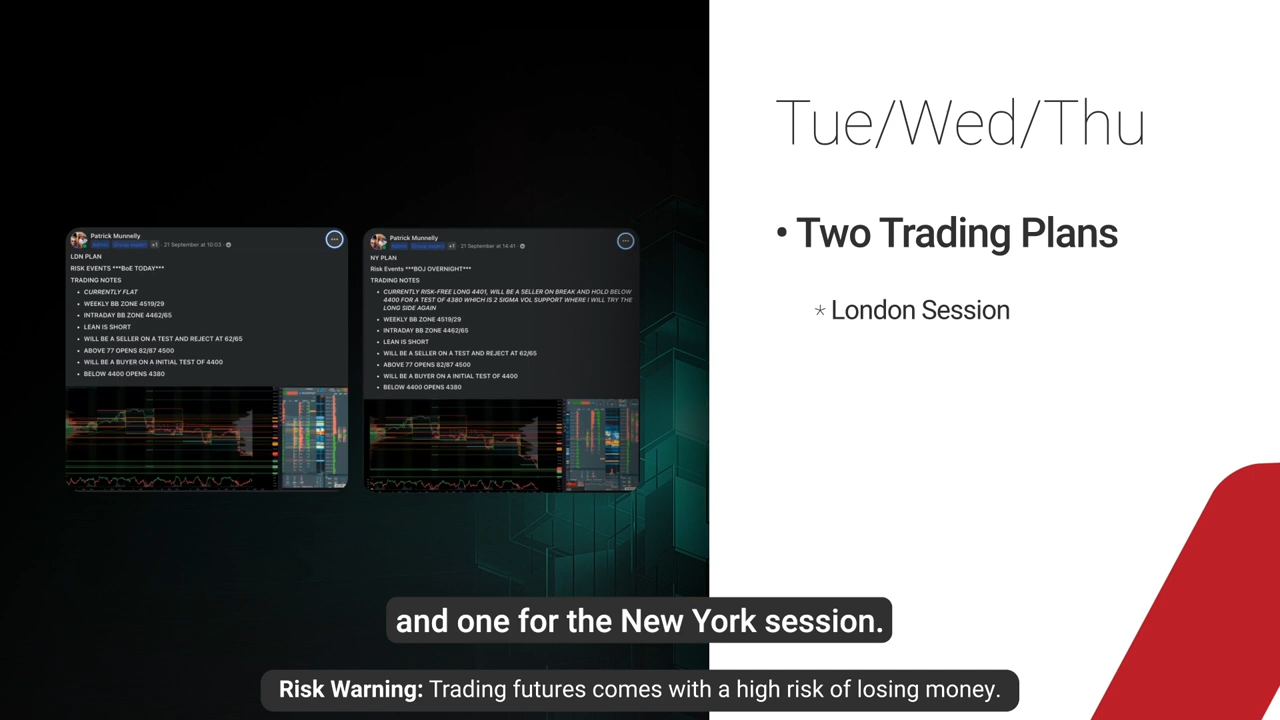 Patrick Munnelly
Admin Group expert +1 · 21 September at 10:03 ·
LDN PLAN
RISK EVENTS ***BoE TODAY***
TRADING NOTES
• CURRENTLY FLAT
• WEEKLY BB ZONE 4519/29
• INTRADAY BB ZONE 4462/65
• LEAN IS SHORT
• WILL BE A SELLER ON A TEST AND REJECT AT 62/65
• ABOVE 77 OPENS 82/87 4500
• WILL BE A BUYER ON A INITIAL TEST OF 4400
• BELOW 4400 OPENS 4380
Patrick Munnelly
Admin Group expert +1 · 21 September at 14:41 ·
NY PLAN
Risk Events ***BOJ OVERNIGHT***
TRADING NOTES
• CURRENTLY RISK-FREE LONG 4401, WILL BE A SELLER ON BREAK AND HOLD BELOW
4400 FOR A TEST OF 4380 WHICH IS 2 SIGMA VOL SUPPORT WHERE I WILL TRY THE
LONG SIDE AGAIN
• WEEKLY BB ZONE 4519/29
• INTRADAY BB ZONE 4462/65
• LEAN IS SHORT
• WILL BE A SELLER ON A TEST AND REJECT AT 62/65
• ABOVE 77 OPENS 82/87 4500
• WILL BE A BUYER ON A INITIAL TEST OF 4400
• BELOW 4400 OPENS 4380
Tue/Wed/Thu
• Two Trading Plans
* London Session
and one for the New York session.
Risk Warning: Trading futures comes with a high risk of losing money.